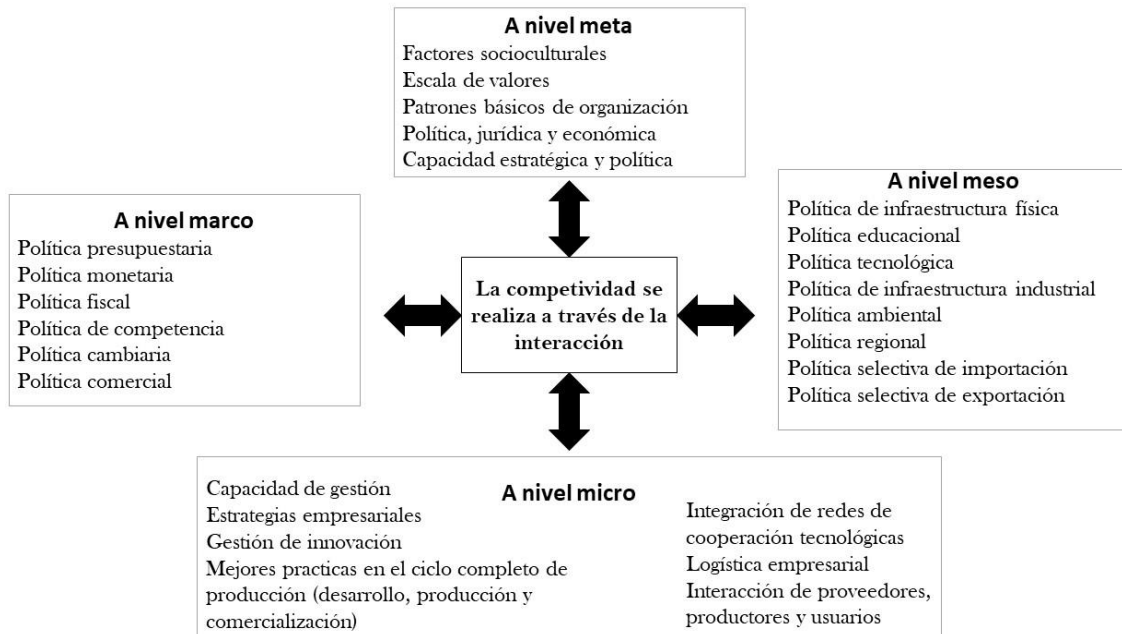 A nivel meta
Factores socioculturales
Escala de valores
Patrones básicos de organización
Política, jurídica y económica
Capacidad estratégica y política
A nivel marco
Política presupuestaria
Política monetaria
Política fiscal
Política de competencia
Política cambiaria
Política comercial
La competividad se
realiza a través de la
interacción
A nivel meso
Política de infraestructura física
Política educacional
Política tecnológica
Política de infraestructura industrial
Política ambiental
Política regional
Política selectiva de importación
Política selectiva de exportación
A nivel micro
Capacidad de gestión
Estrategias empresariales
Gestión de innovación
Mejores practicas en el ciclo completo de
producción (desarrollo, producción y
comercialización)
Integración de redes de
cooperación tecnológicas
Logística empresarial
Interacción de proveedores,
productores y usuarios